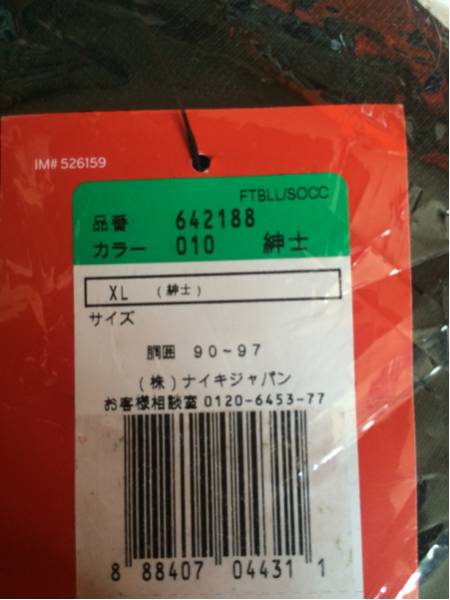 IM# 526159
FTBLL/SOCC
品番 642188
カラー 010 紳士
XL (紳士)
サイズ
胴囲 90~97
(株)ナイキジャパン
お客様相談室 0120-6453-77
8 88407 04431 1